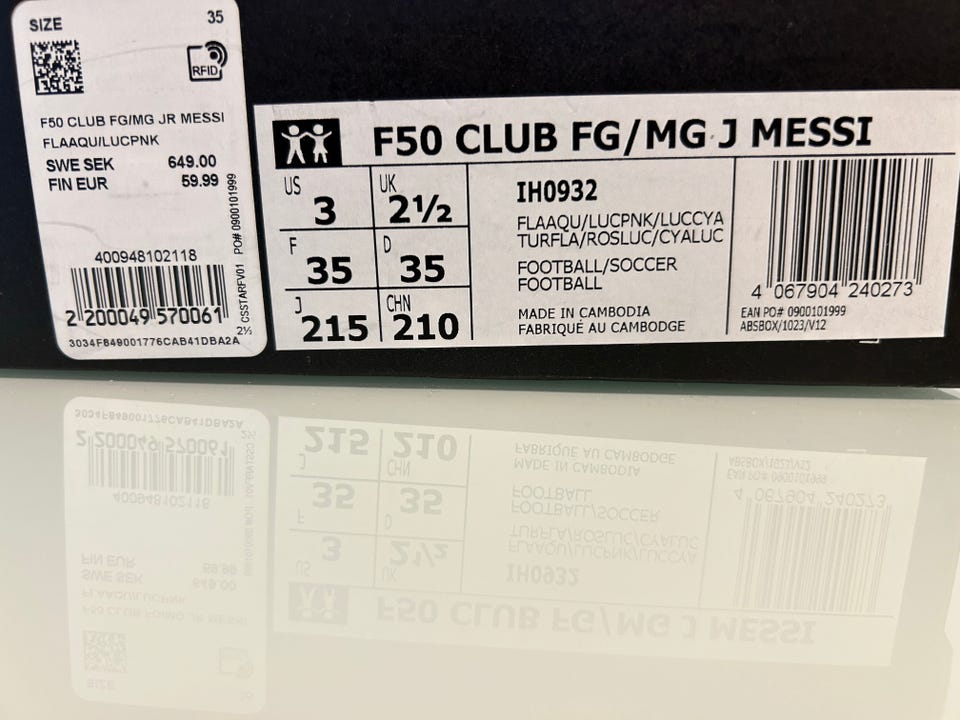 SIZE 35
RFID
F50 CLUB FG/MG JR MESSI
FLAAQU/LUCPNK
SWE SEK 649.00
FIN EUR 59.99
400948102118
2 200049 570061
2½
3034F849001776CAB41DBA2A
CSSTARFV01 PO# 0900101999
F50 CLUB FG/MG J MESSI
US 3 UK 2½
F 35 D 35
J 215 CHN 210
IH0932
FLAAQU/LUCPNK/LUCCYA
TURFLA/ROSLUC/CYALUC
FOOTBALL/SOCCER
FOOTBALL
MADE IN CAMBODIA
FABRIQUÉ AU CAMBODGE
4 067904 240273
EAN PO# 0900101999
ABSBOX/1023/V12